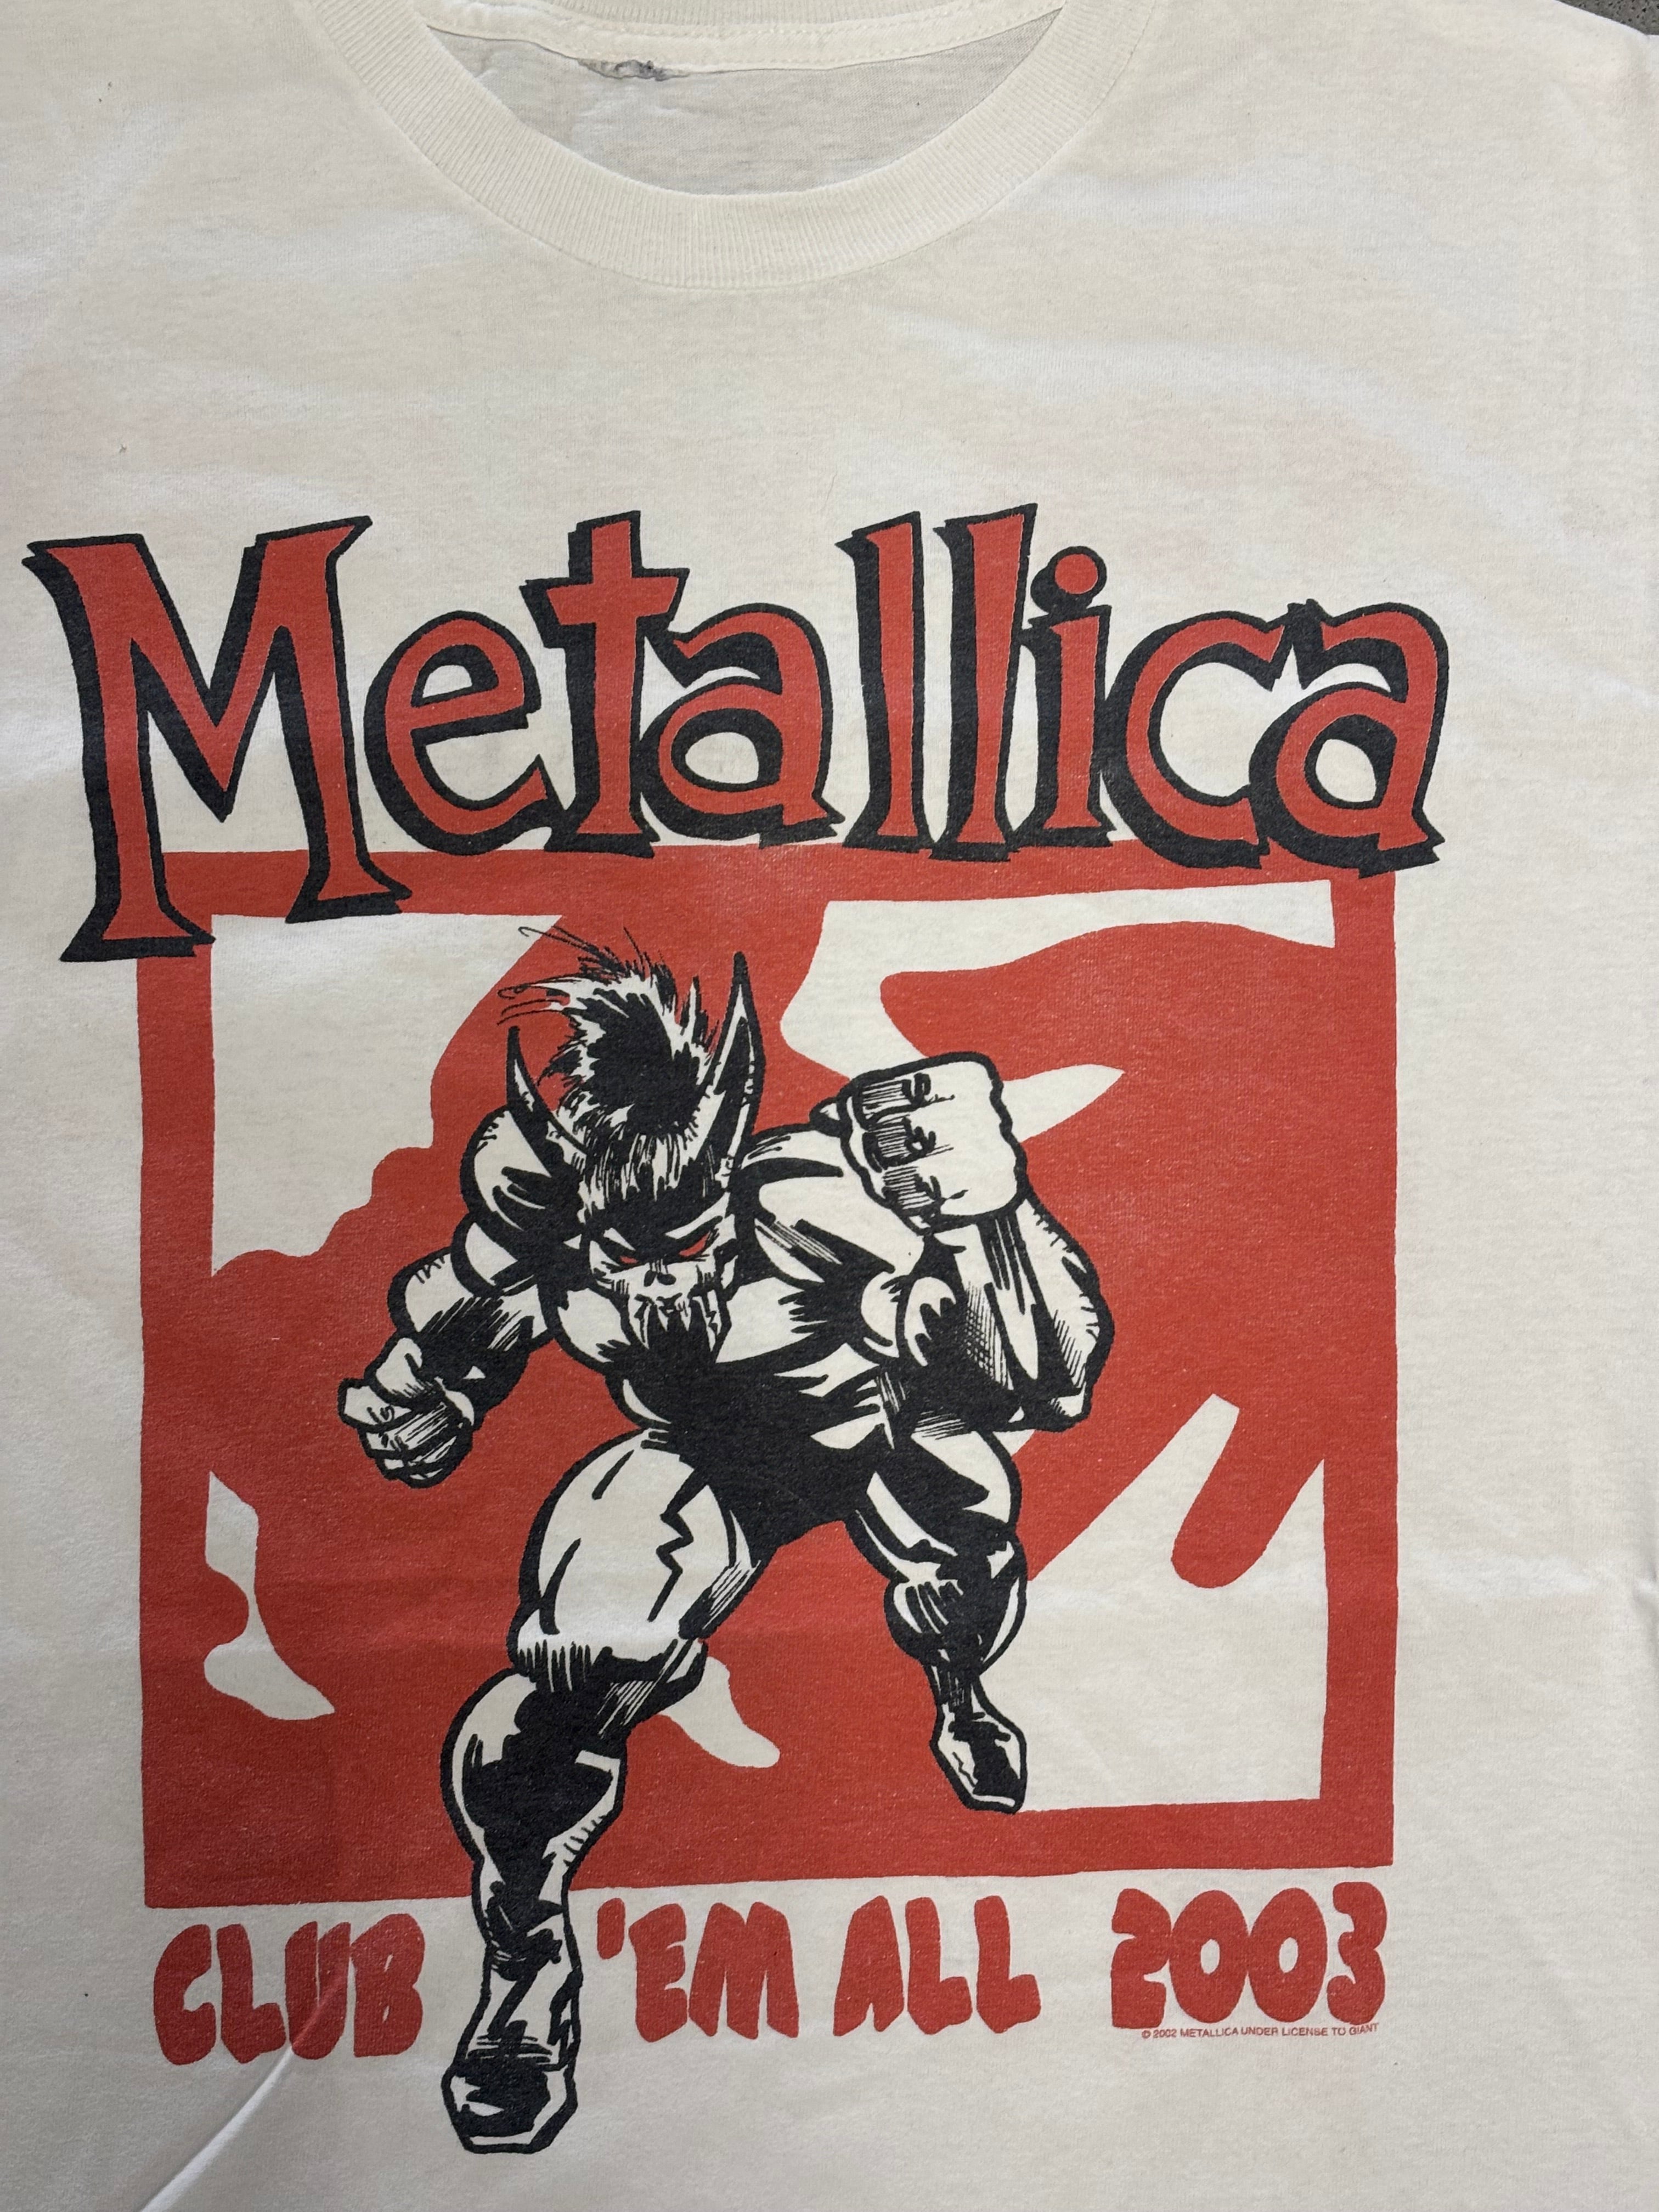 Metallica
CLUB 'EM ALL 2003
© 2002 METALLICA UNDER LICENSE TO GIANT